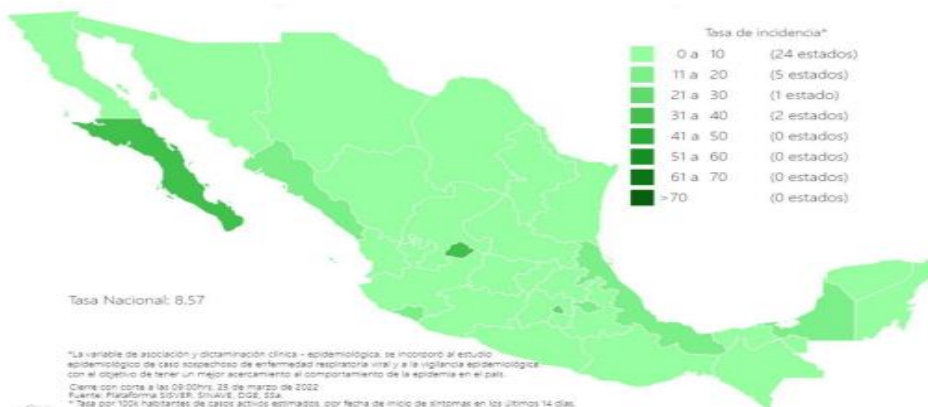 Tasa de incidencia*
0 a 10 (24 estados)
11 a 20 (5 estados)
21 a 30 (1 estado)
31 a 40 (2 estados)
41 a 50 (0 estados)
51 a 60 (0 estados)
61 a 70 (0 estados)
>70 (0 estados)
Tasa Nacional: 8.57
*La variable de asociación y dictaminación clínica - epidemiológica, se incorporó al estudio
epidemiológico de caso sospechoso de enfermedad respiratoria viral y a la vigilancia epidemiológica
con el objetivo de tener un mejor acercamiento al comportamiento de la epidemia en el país.
Cierre con corte a las 09:00hrs, 25 de marzo de 2022
Fuente: Plataforma SISVER, SINAVE, DGE, SSA.
* Tasa por 100k habitantes de casos activos estimados, por fecha de inicio de síntomas en los últimos 14 días.